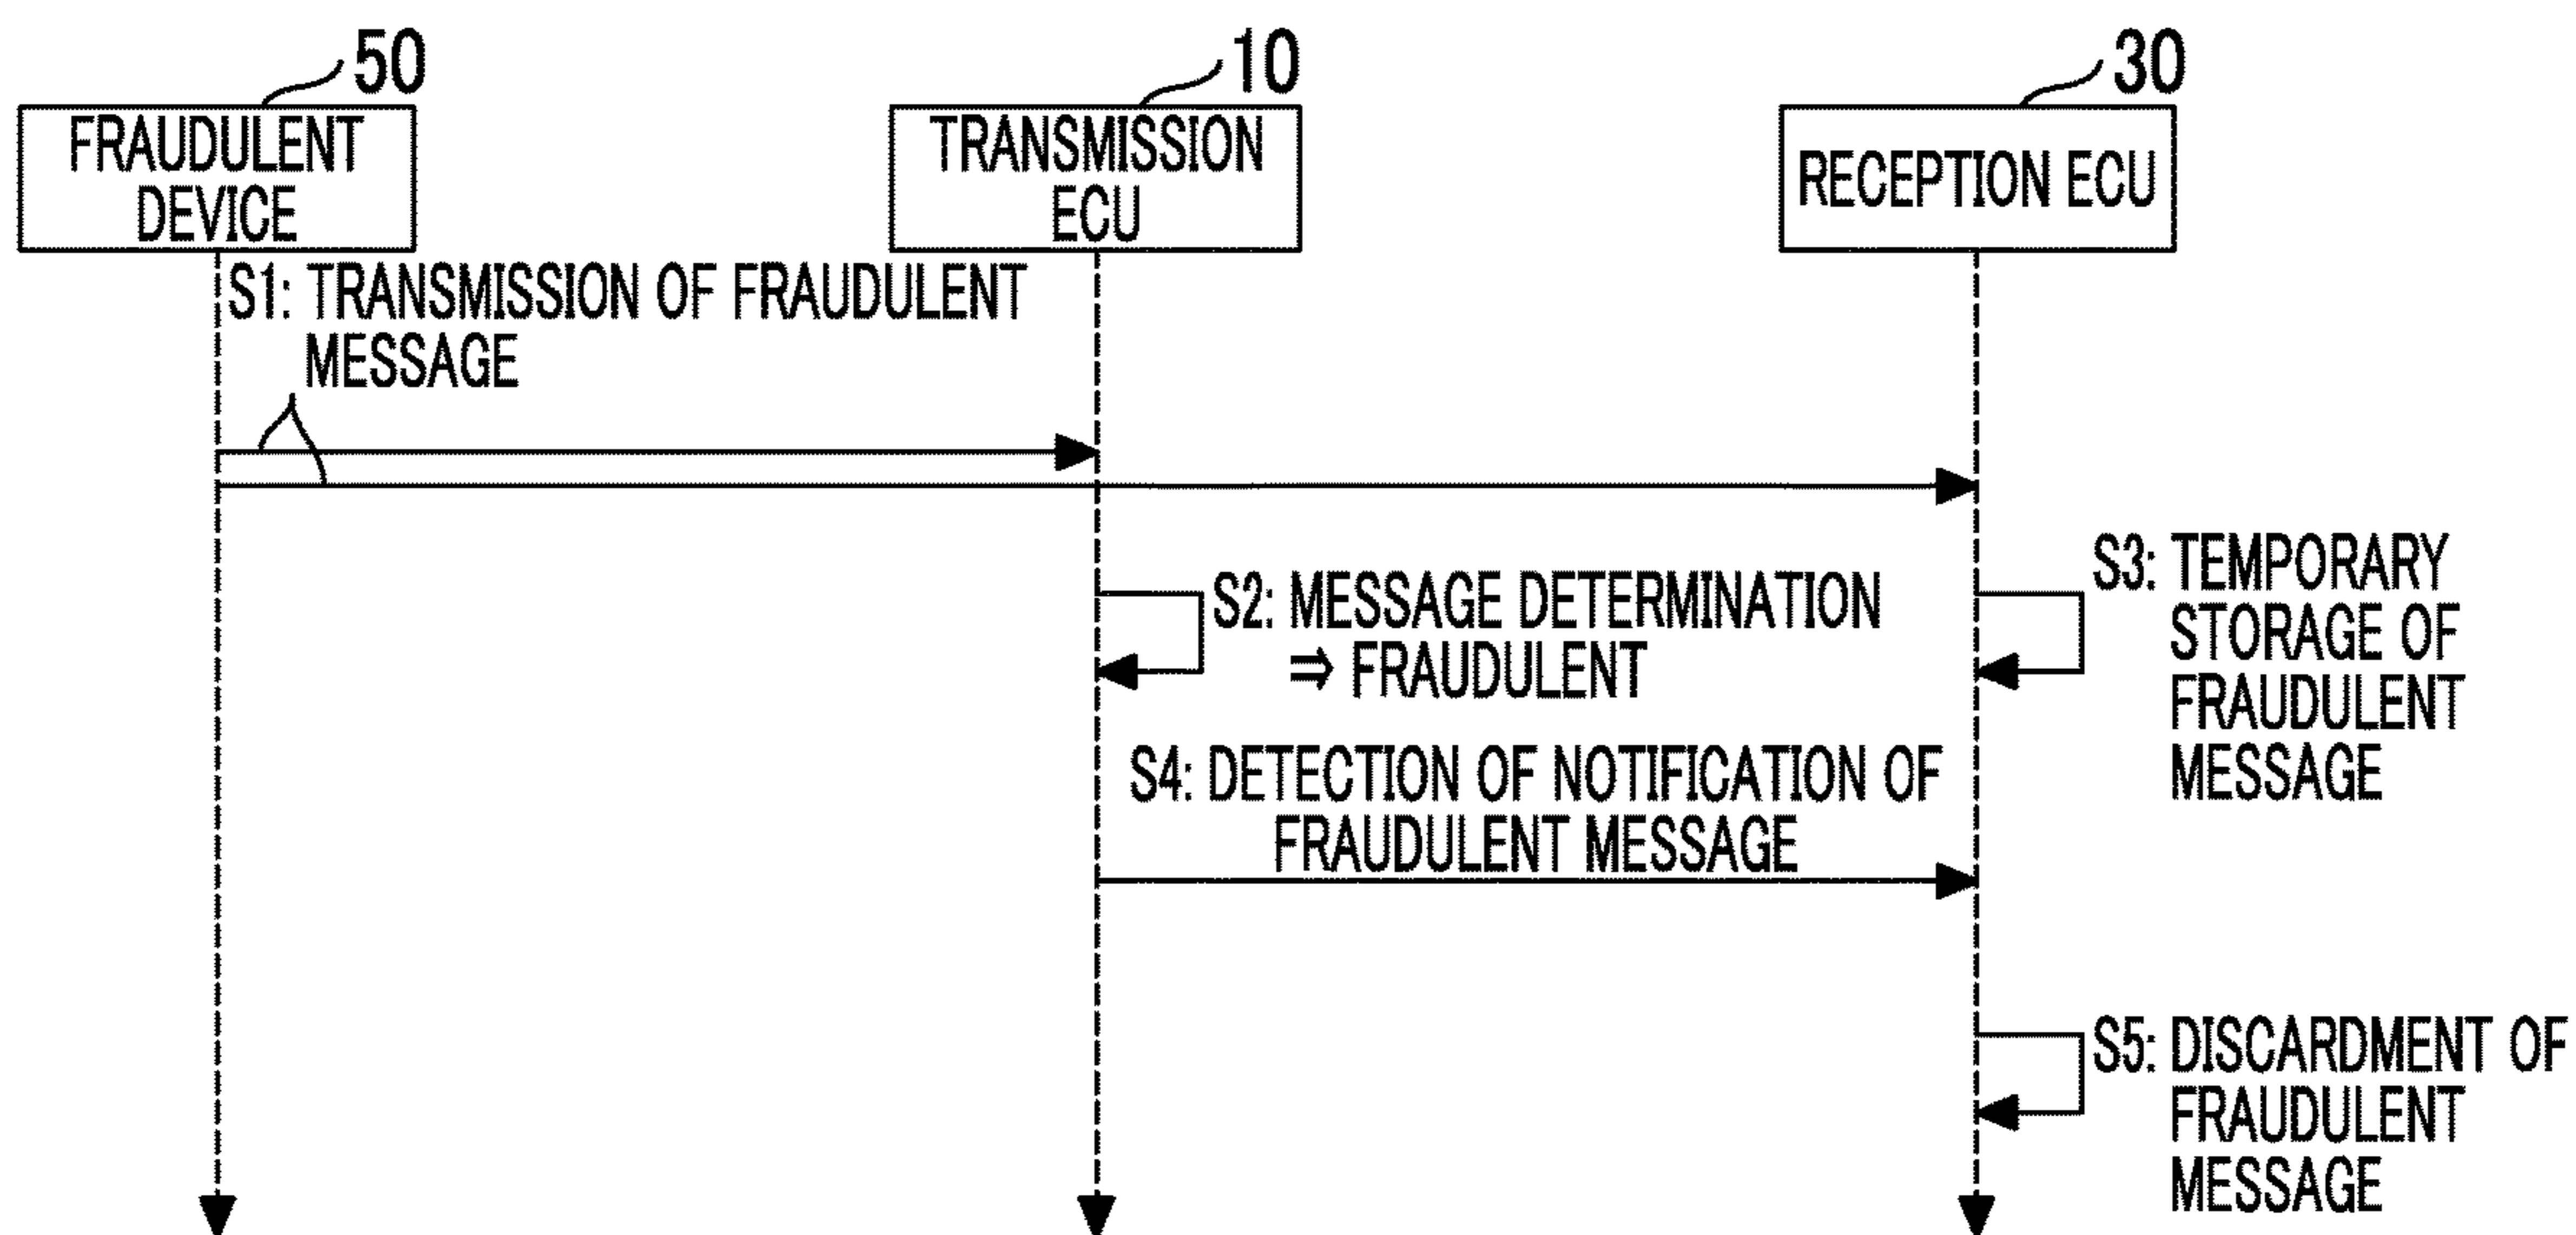 50
10
30
FRAUDULENT
DEVICE
TRANSMISSION
ECU
RECEPTION ECU
S1: TRANSMISSION OF FRAUDULENT
MESSAGE
S2: MESSAGE DETERMINATION
⇒ FRAUDULENT
S3: TEMPORARY
STORAGE OF
FRAUDULENT
MESSAGE
S4: DETECTION OF NOTIFICATION OF
FRAUDULENT MESSAGE
S5: DISCARDMENT OF
FRAUDULENT
MESSAGE